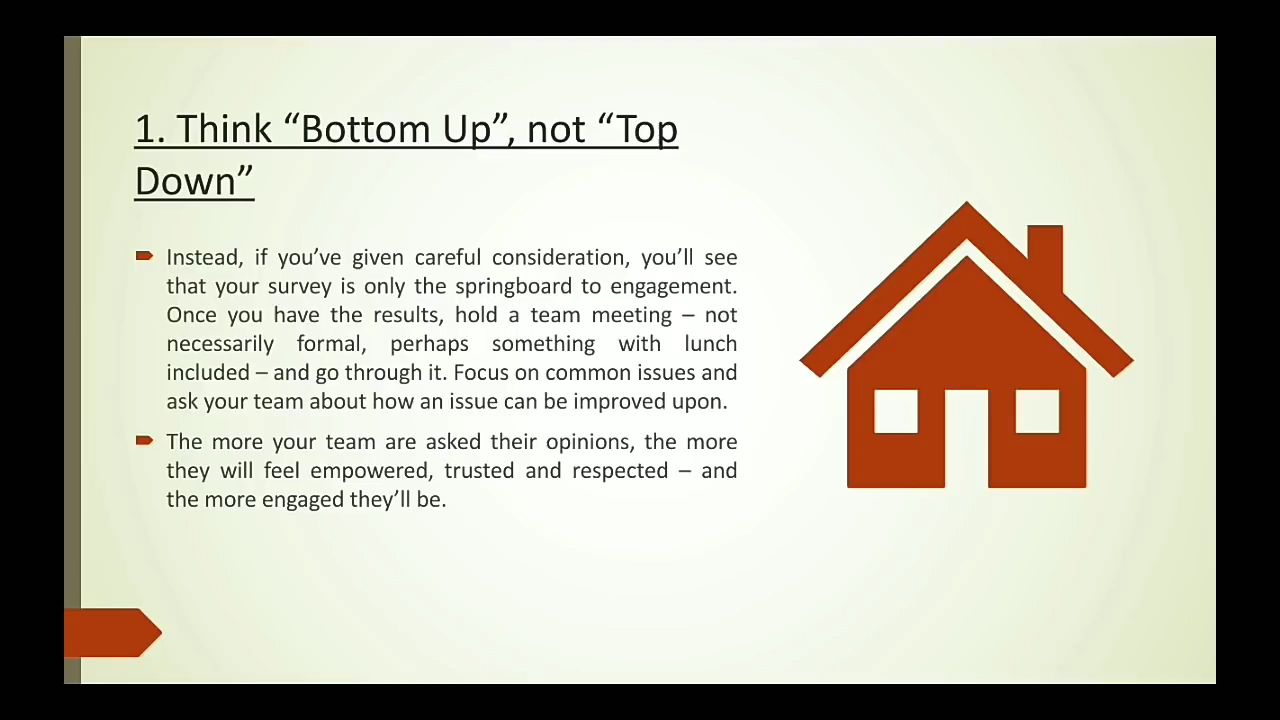 1. Think “Bottom Up”, not “Top
Down”
Instead, if you’ve given careful consideration, you’ll see
that your survey is only the springboard to engagement.
Once you have the results, hold a team meeting – not
necessarily formal, perhaps something with lunch
included – and go through it. Focus on common issues and
ask your team about how an issue can be improved upon.
The more your team are asked their opinions, the more
they will feel empowered, trusted and respected – and
the more engaged they’ll be.